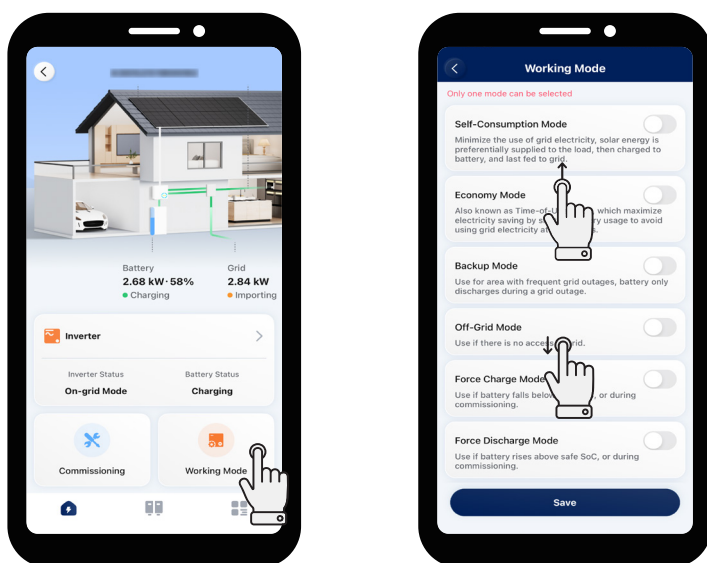 Battery
Grid
2.68 kW·58%
2.84 kW
Charging
Importing
Inverter
Inverter Status
Battery Status
On-grid Mode
Charging
Commissioning
Working Mode
Working Mode
Only one mode can be selected
Self-Consumption Mode
Minimize the use of grid electricity, solar energy is
preferentially supplied to the load, then charged to
battery, and last fed to grid.
Economy Mode
Also known as Time-of-U which maximize
electricity saving by s ry usage to avoid
using grid electricity at s.
Backup Mode
Use for area with frequent grid outages, battery only
discharges during a grid outage.
Off-Grid Mode
Use if there is no access grid.
Force Charge Mode
Use if battery falls below , or during
commissioning.
Force Discharge Mode
Use if battery rises above safe SoC, or during
commissioning.
Save